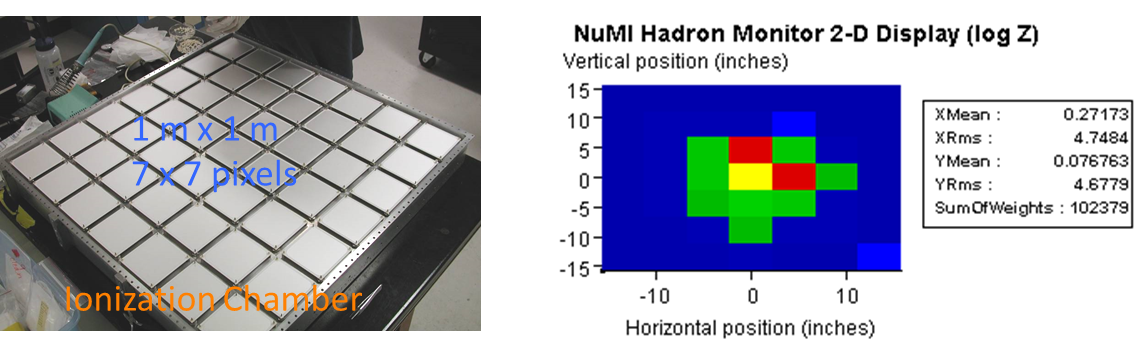 1 m x 1 m
7 x 7 pixels
Ionization Chamber
NuMI Hadron Monitor 2-D Display (log Z)
Vertical position (inches)
15
10
5
0
-5
-10
-15
-10 0 10
Horizontal position (inches)
XMean : 0.27173
XRms : 4.7484
YMean : 0.076763
YRms : 4.6779
SumOfWeights : 102379